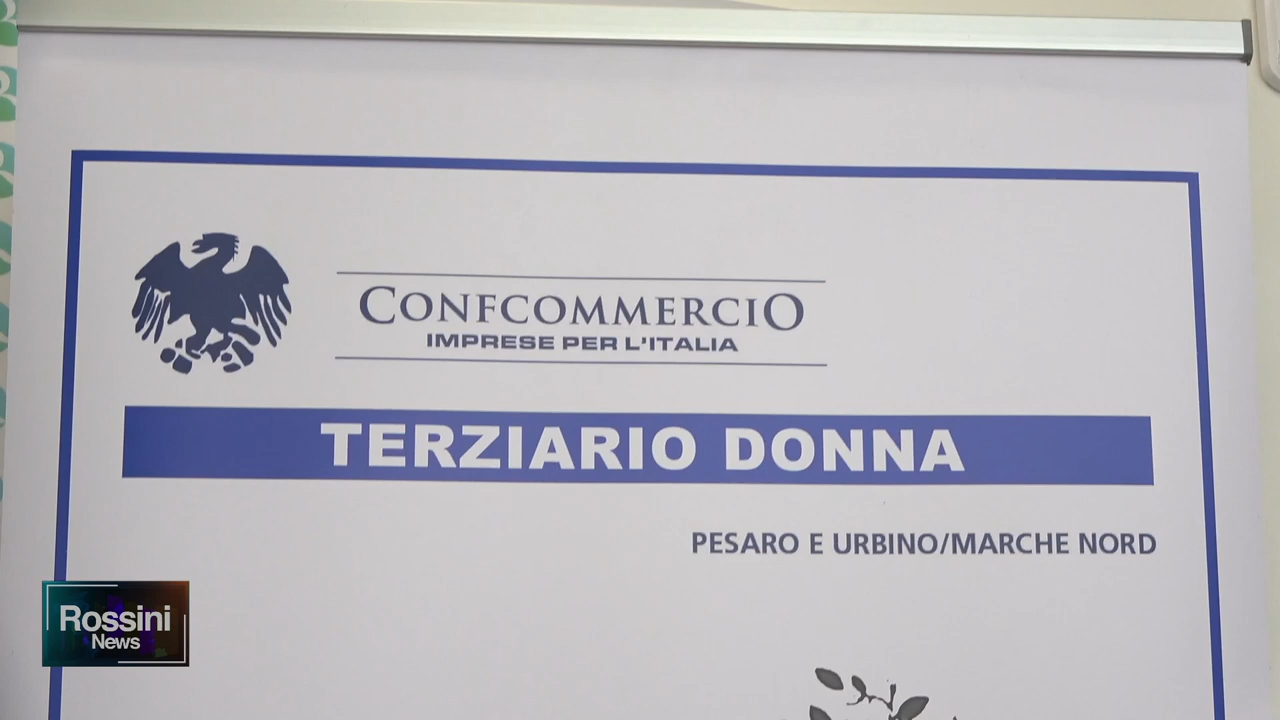 CONFCOMMERCIO
IMPRESE PER L'ITALIA
TERZIARIO DONNA
PESARO E URBINO/MARCHE NORD
Rossini
News